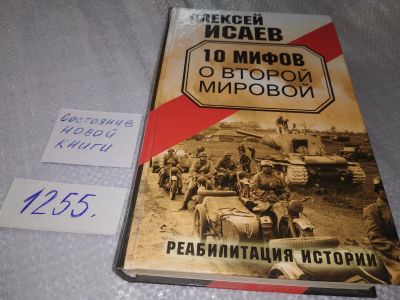 АЛЕКСЕЙ
ИСАЕВ
10 МИФОВ
О ВТОРОЙ
МИРОВОЙ
РЕАБИЛИТАЦИЯ ИСТОРИИ
Состояние
новой
книги
1255.